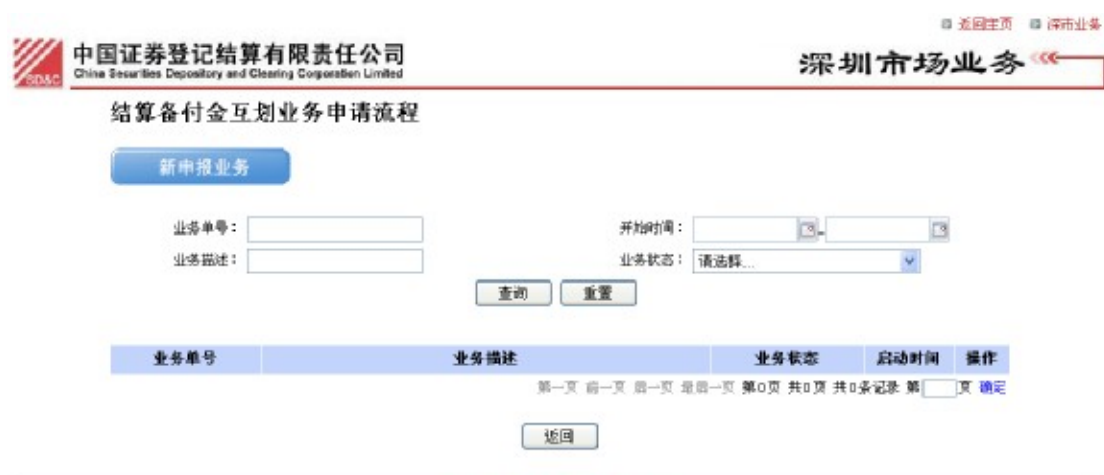 返回主页 深市业务
中国证券登记结算有限责任公司
China Securities Depository and Clearing Corporation Limited
SD&C
深圳市场业务
结算备付金互划业务申请流程
新申报业务
业务单号： 开始时间： -
业务描述： 业务状态： 请选择...
查询 重置
业务单号 业务描述 业务状态 启动时间 操作
第一页 前一页 后一页 最后一页 第0页 共0页 共0条记录 第 页 确定
返回